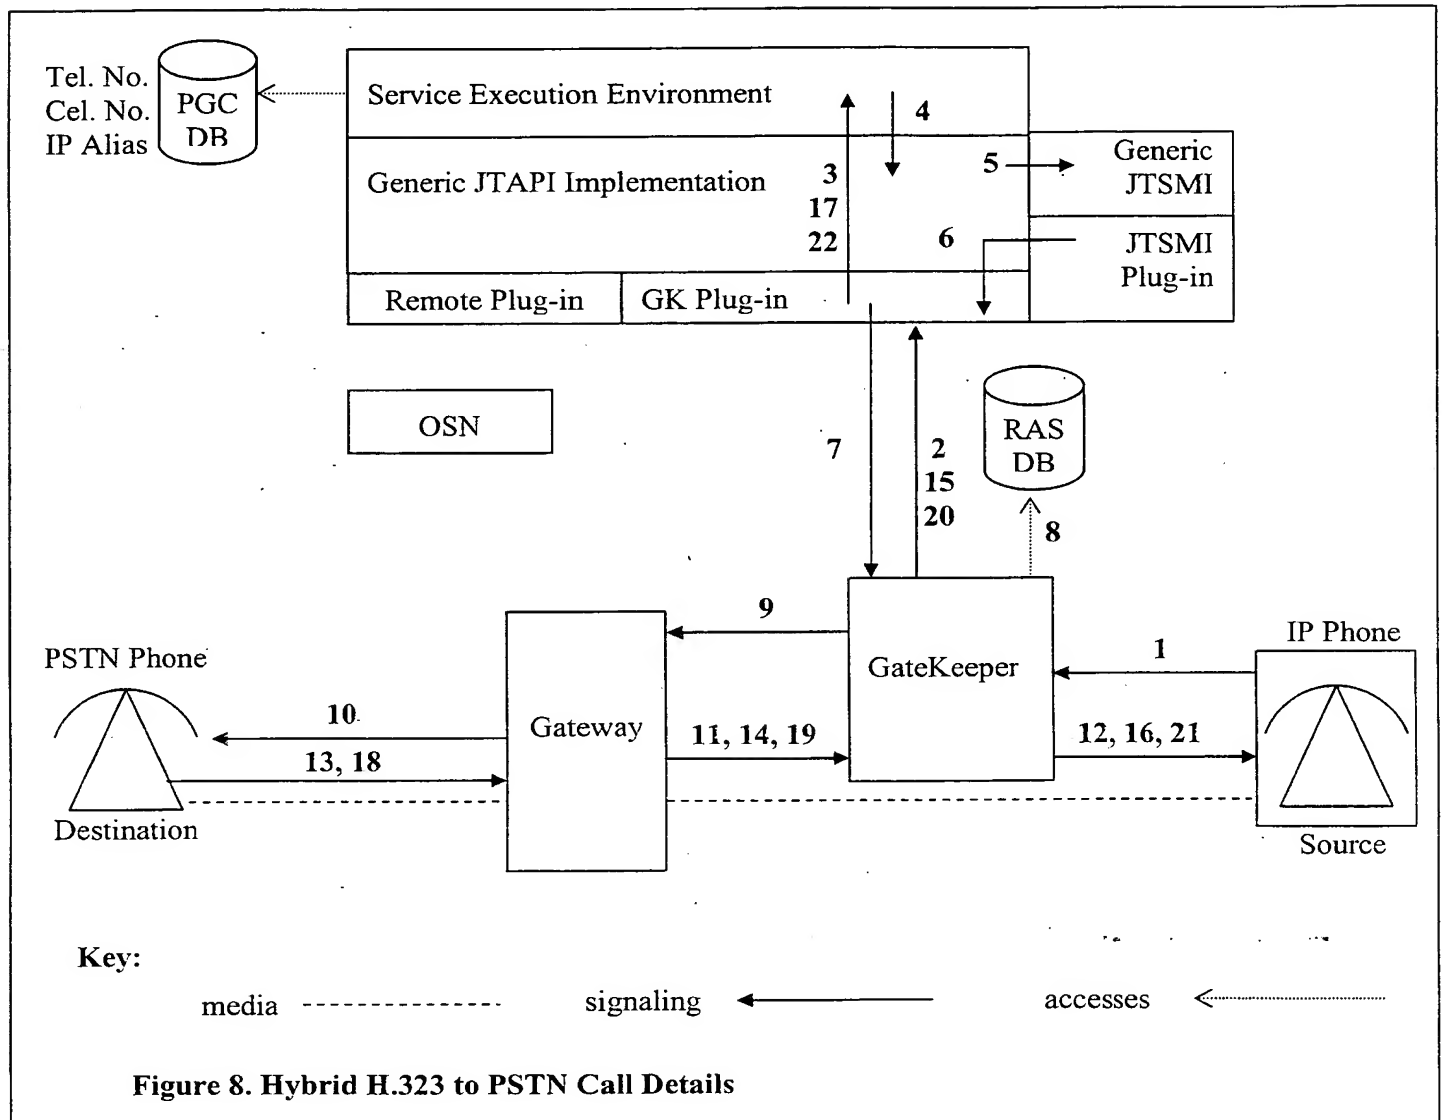 Tel. No.
Cel. No.
IP Alias
PGC
DB
Service Execution Environment
4
Generic JTAPI Implementation
3
17
22
5
Generic
JTSMI
6
JTSMI
Plug-in
Remote Plug-in
GK Plug-in
OSN
7
2
15
20
RAS
DB
8
9
IP Phone
PSTN Phone
GateKeeper
1
10
Gateway
11, 14, 19
12, 16, 21
13, 18
Destination
Source
Key:
media
signaling
accesses
Figure 8. Hybrid H.323 to PSTN Call Details